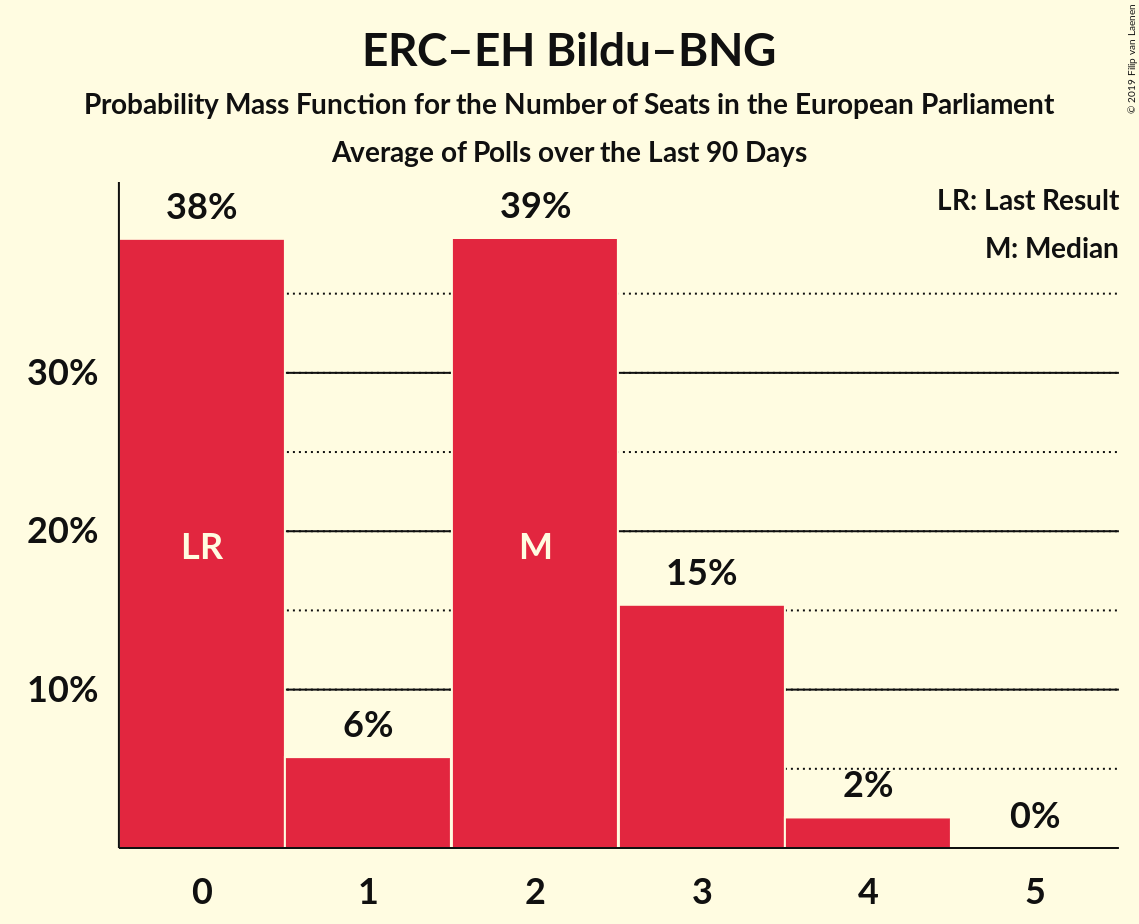 ERC–EH Bildu–BNG
Probability Mass Function for the Number of Seats in the European Parliament
Average of Polls over the Last 90 Days
© 2019 Filip van Laenen
LR: Last Result
M: Median
38%
39%
30%
20%
LR
M
15%
10%
6%
2%
0%
0 1 2 3 4 5